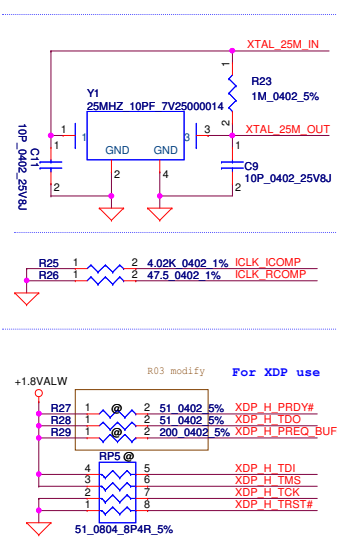 XTAL_25M_IN
1
R23
1M_0402_5%
2
Y1
25MHZ_10PF_7V25000014
1 1 3 3 XTAL_25M_OUT
GND GND
2 4
1
C11
10P_0402_25V8J
2
1
C9
10P_0402_25V8J
2
R25 1 2 4.02K_0402_1% ICLK_ICOMP
R26 1 2 47.5_0402_1% ICLK_RCOMP
R03 modify For XDP use
+1.8VALW
R27 1 @ 2 51_0402_5% XDP_H_PRDY#
R28 1 2 51_0402_5% XDP_H_TDO
R29 1 @ 2 200_0402_5% XDP_H_PREQ_BUF
RP5 @
4 5 XDP_H_TDI
3 6 XDP_H_TMS
2 7 XDP_H_TCK
1 8 XDP_H_TRST#
51_0804_8P4R_5%